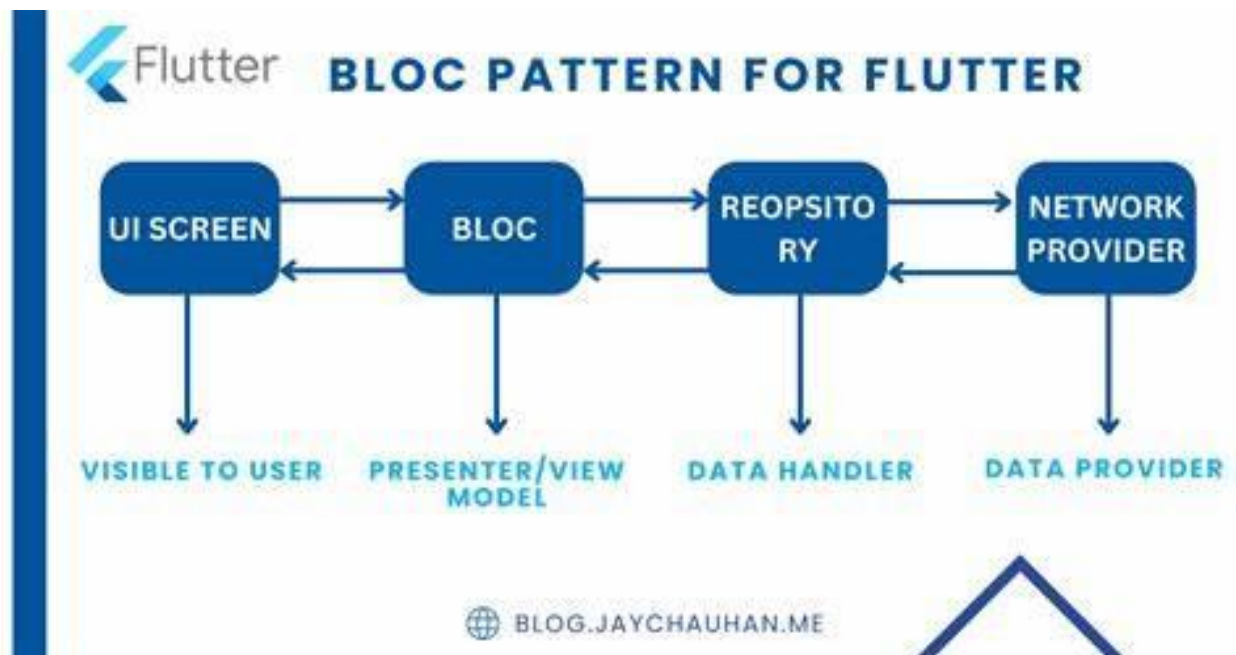 Flutter
BLOC PATTERN FOR FLUTTER
UI SCREEN
BLOC
REOPSITO
RY
NETWORK
PROVIDER
VISIBLE TO USER
PRESENTER/VIEW
MODEL
DATA HANDLER
DATA PROVIDER
BLOG.JAYCHAUHAN.ME